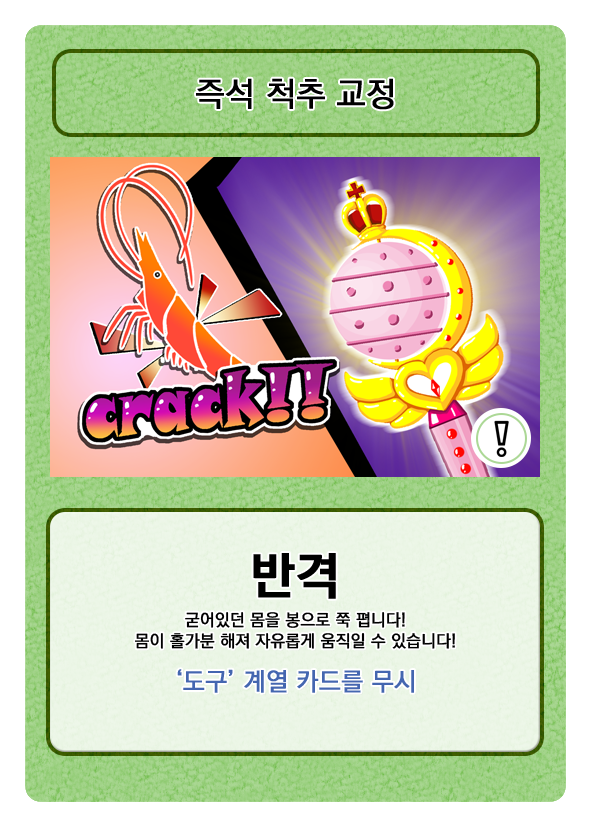 즉석 척추 교정
crack!!
!
반격
굳어있던 몸을 봉으로 쭉 폅니다!
몸이 홀가분 해져 자유롭게 움직일 수 있습니다!
‘도구’ 계열 카드를 무시